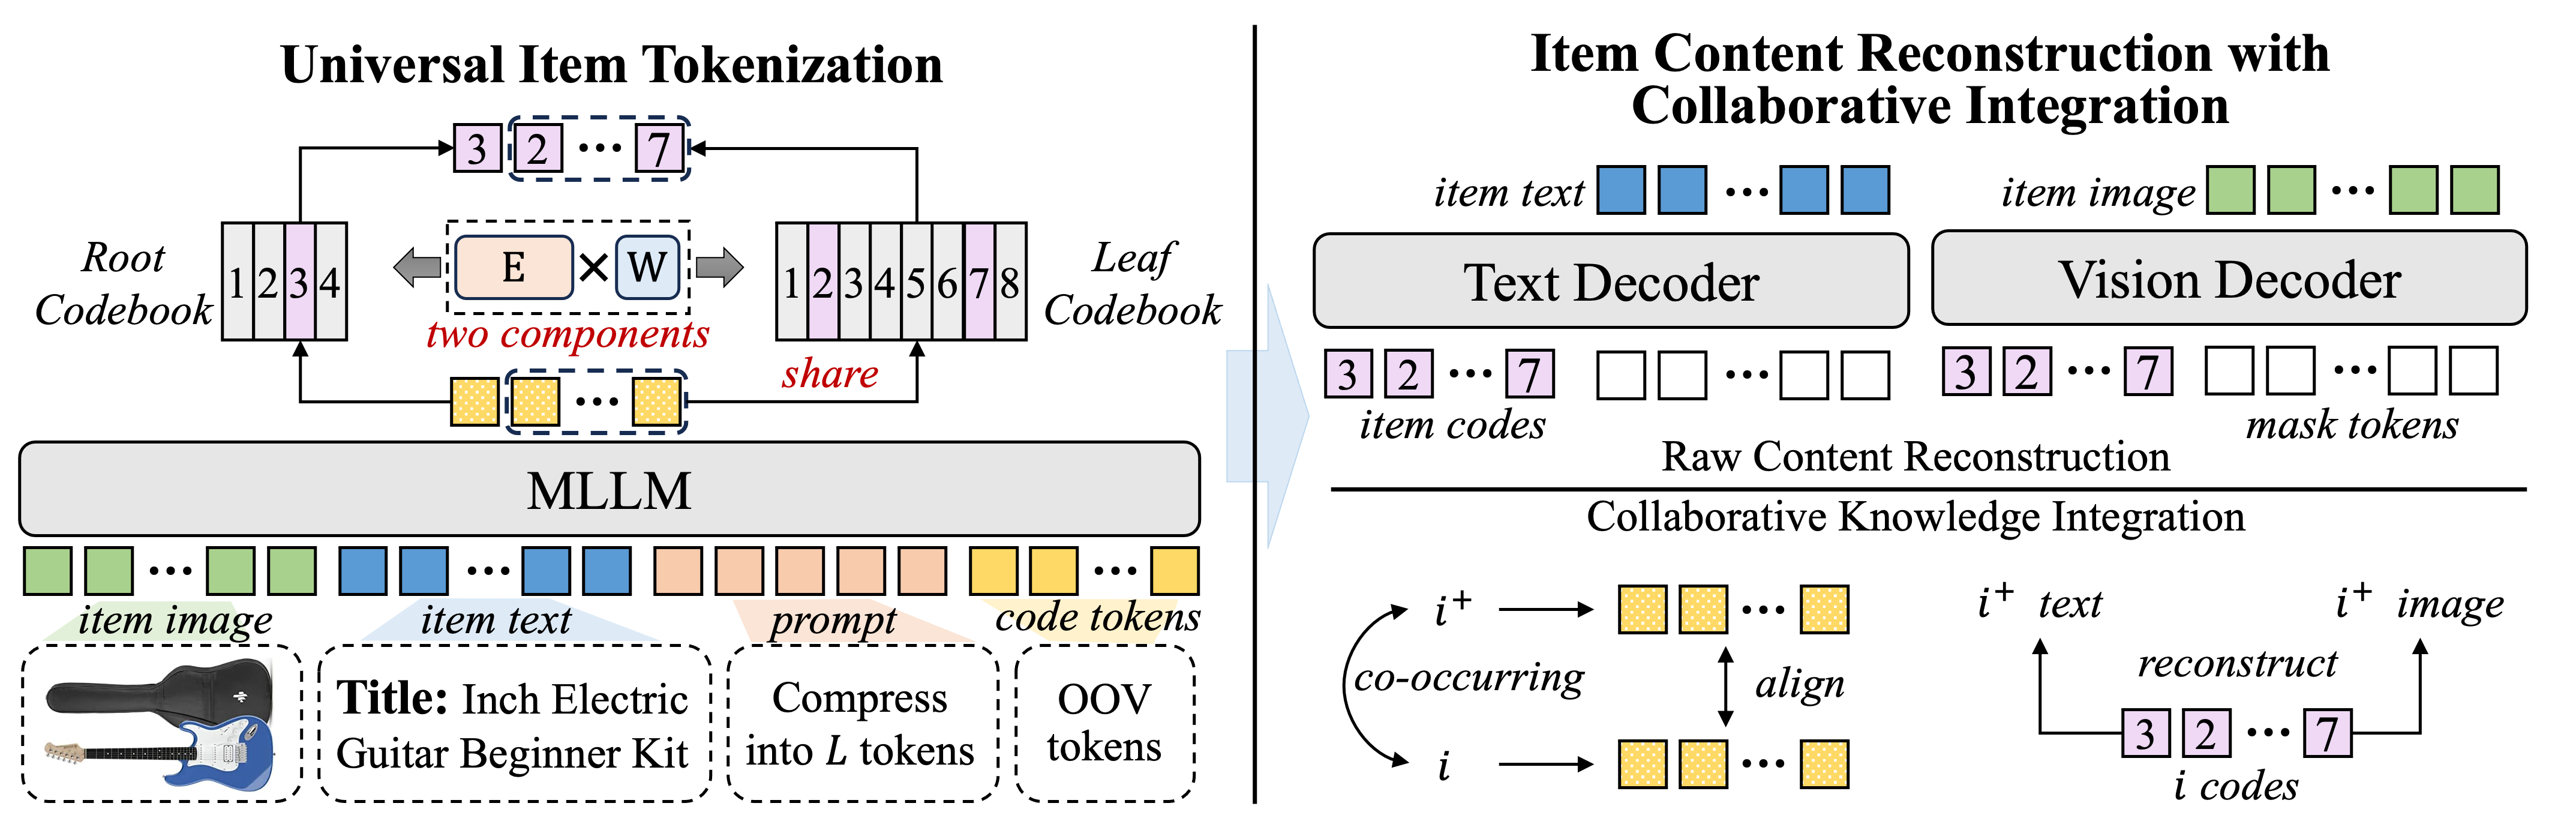 Universal Item Tokenization
3 2 ··· 7
Root
Codebook
1 2 3 4
E × W
two components
1 2 3 4 5 6 7 8
Leaf
Codebook
share
···
MLLM
··· ··· ···
item image item text prompt code tokens
Title: Inch Electric
Guitar Beginner Kit
Compress
into L tokens
OOV
tokens
Item Content Reconstruction with
Collaborative Integration
item text ··· item image ···
Text Decoder Vision Decoder
3 2 ··· 7 ··· 3 2 ··· 7 ···
item codes mask tokens
Raw Content Reconstruction
Collaborative Knowledge Integration
i+ ···
co-occurring align
i ···
i+ text i+ image
reconstruct
3 2 ··· 7
i codes